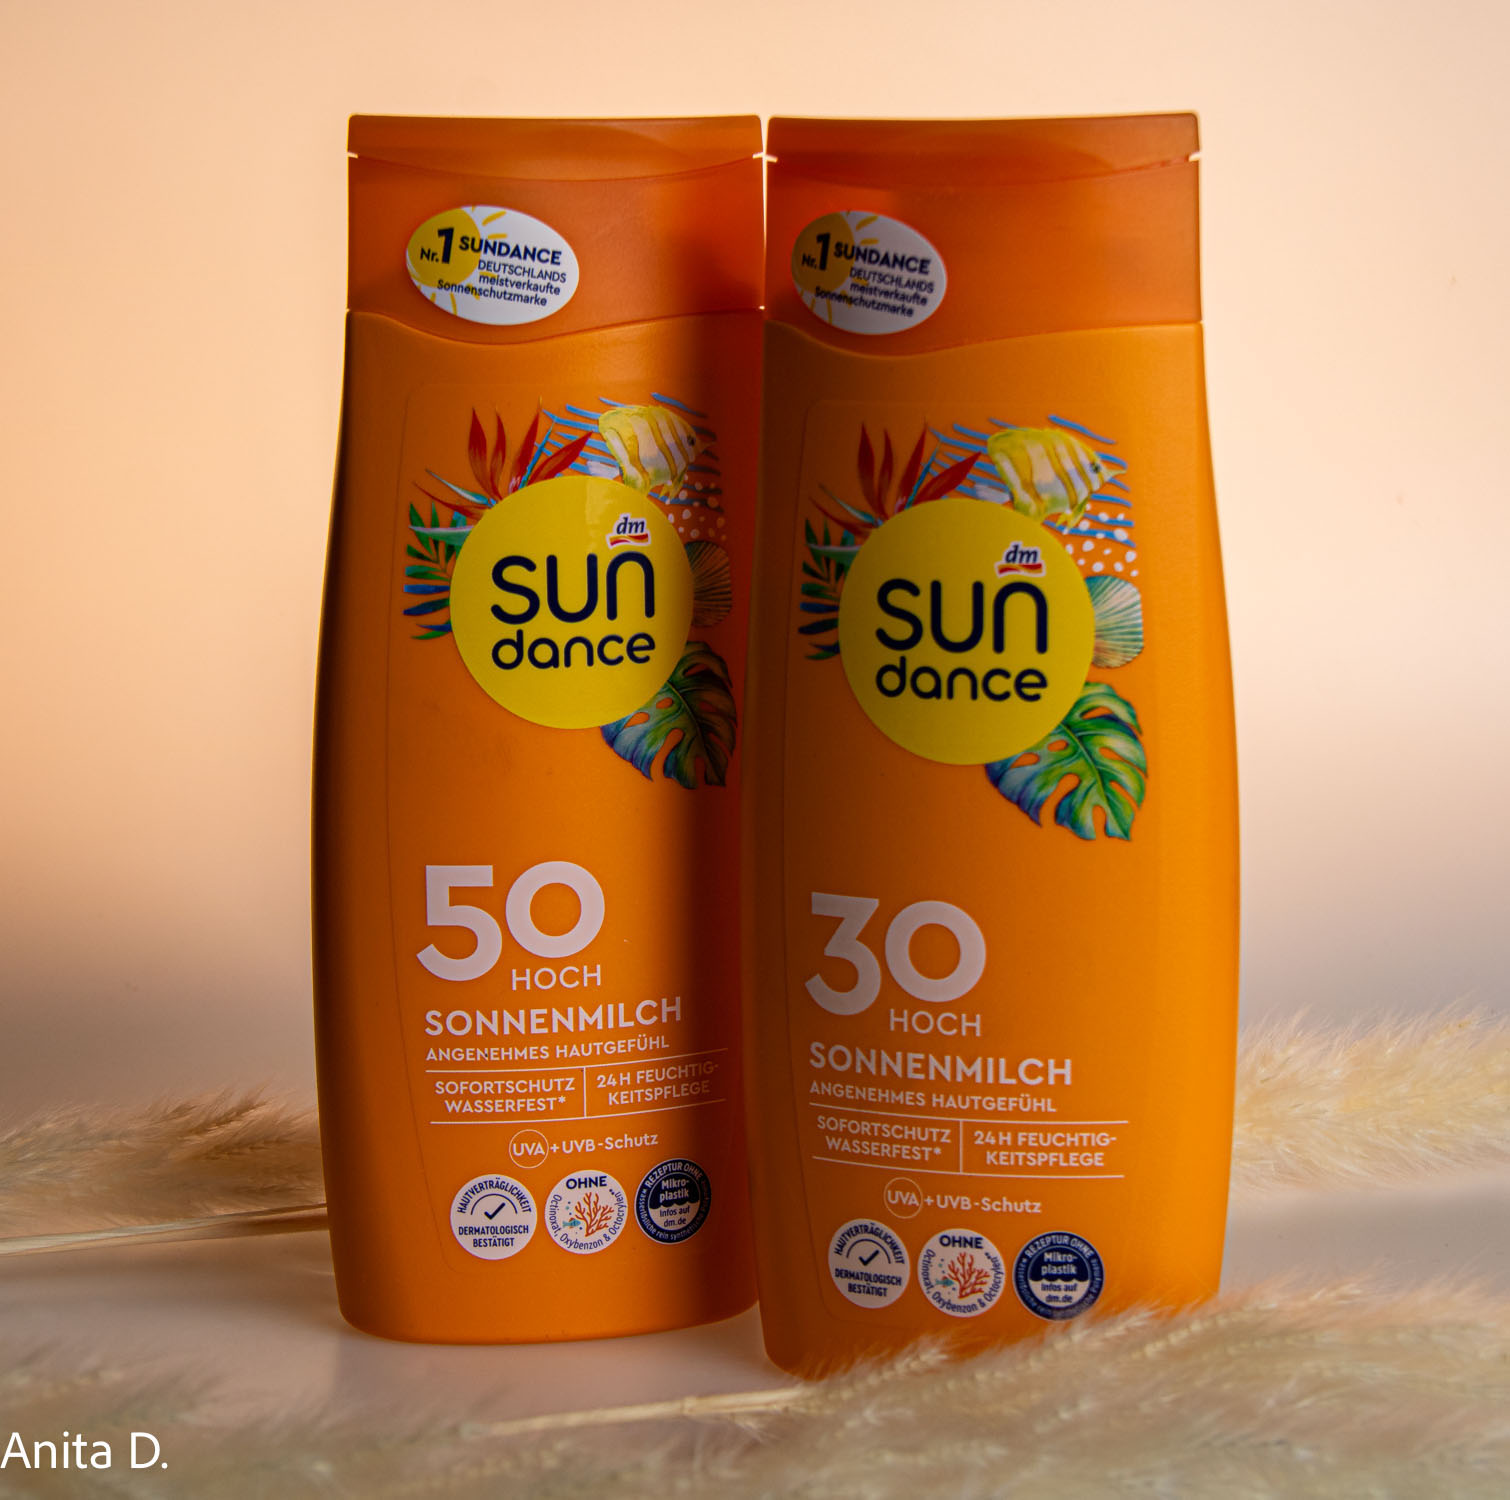 Nr. 1 SUNDANCE
DEUTSCHLANDS
meistverkaufte
Sonnenschutzmarke
dm
SUN
dance
50
HOCH
SONNENMILCH
ANGENEHMES HAUTGEFÜHL
SOFORTSCHUTZ
WASSERFEST*
24H FEUCHTIG-
KEITSPFLEGE
UVA + UVB-Schutz
HAUTVERTRÄGLICHKEIT
DERMATOLOGISCH
BESTÄTIGT
OHNE
Octinoxat, Oxybenzon & Octocrylen
REZEPTUR OHNE
Mikro-
plastik
Infos auf
dm.de
Nr. 1 SUNDANCE
DEUTSCHLANDS
meistverkaufte
Sonnenschutzmarke
dm
SUN
dance
30
HOCH
SONNENMILCH
ANGENEHMES HAUTGEFÜHL
SOFORTSCHUTZ
WASSERFEST*
24H FEUCHTIG-
KEITSPFLEGE
UVA + UVB-Schutz
HAUTVERTRÄGLICHKEIT
DERMATOLOGISCH
BESTÄTIGT
OHNE
Octinoxat, Oxybenzon & Octocrylen
REZEPTUR OHNE
Mikro-
plastik
Infos auf
dm.de
Anita D.